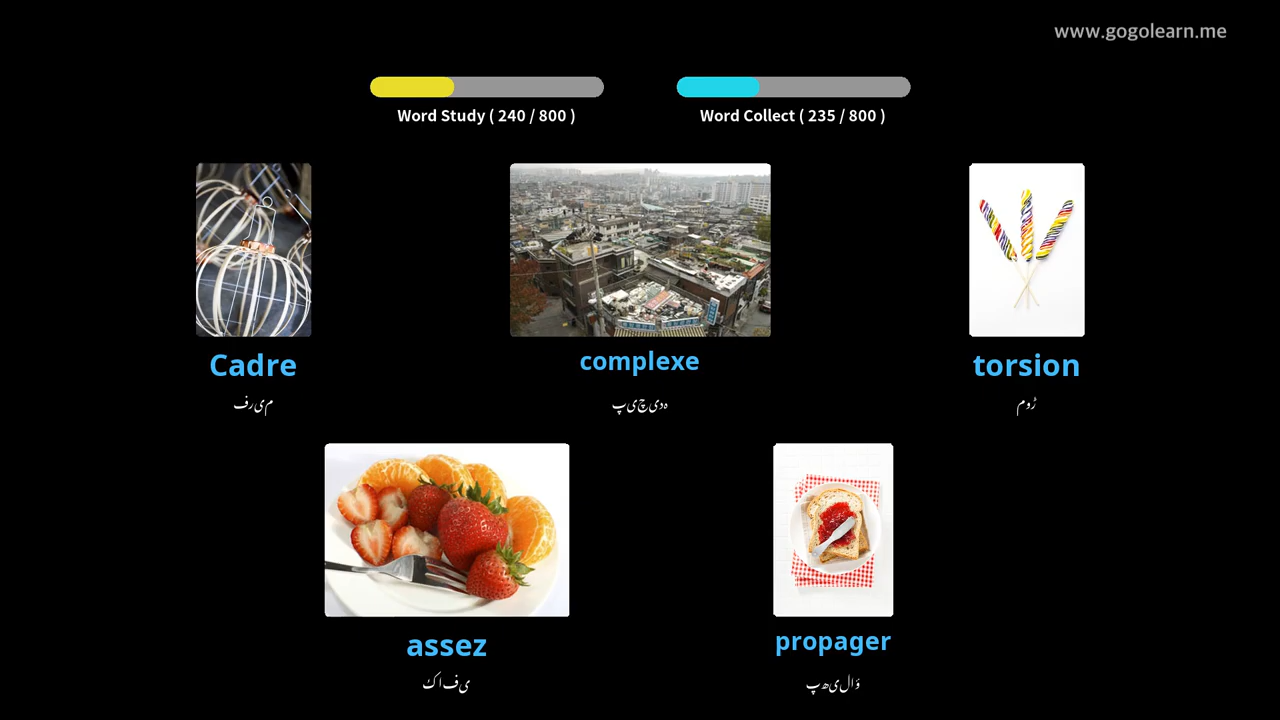 www.gogolearn.me
Word Study ( 240 / 800 )
Word Collect ( 235 / 800 )
Cadre
complexe
torsion
فریم
پیچیدہ
موڑ
assez
propager
کافی
پھیلاؤ